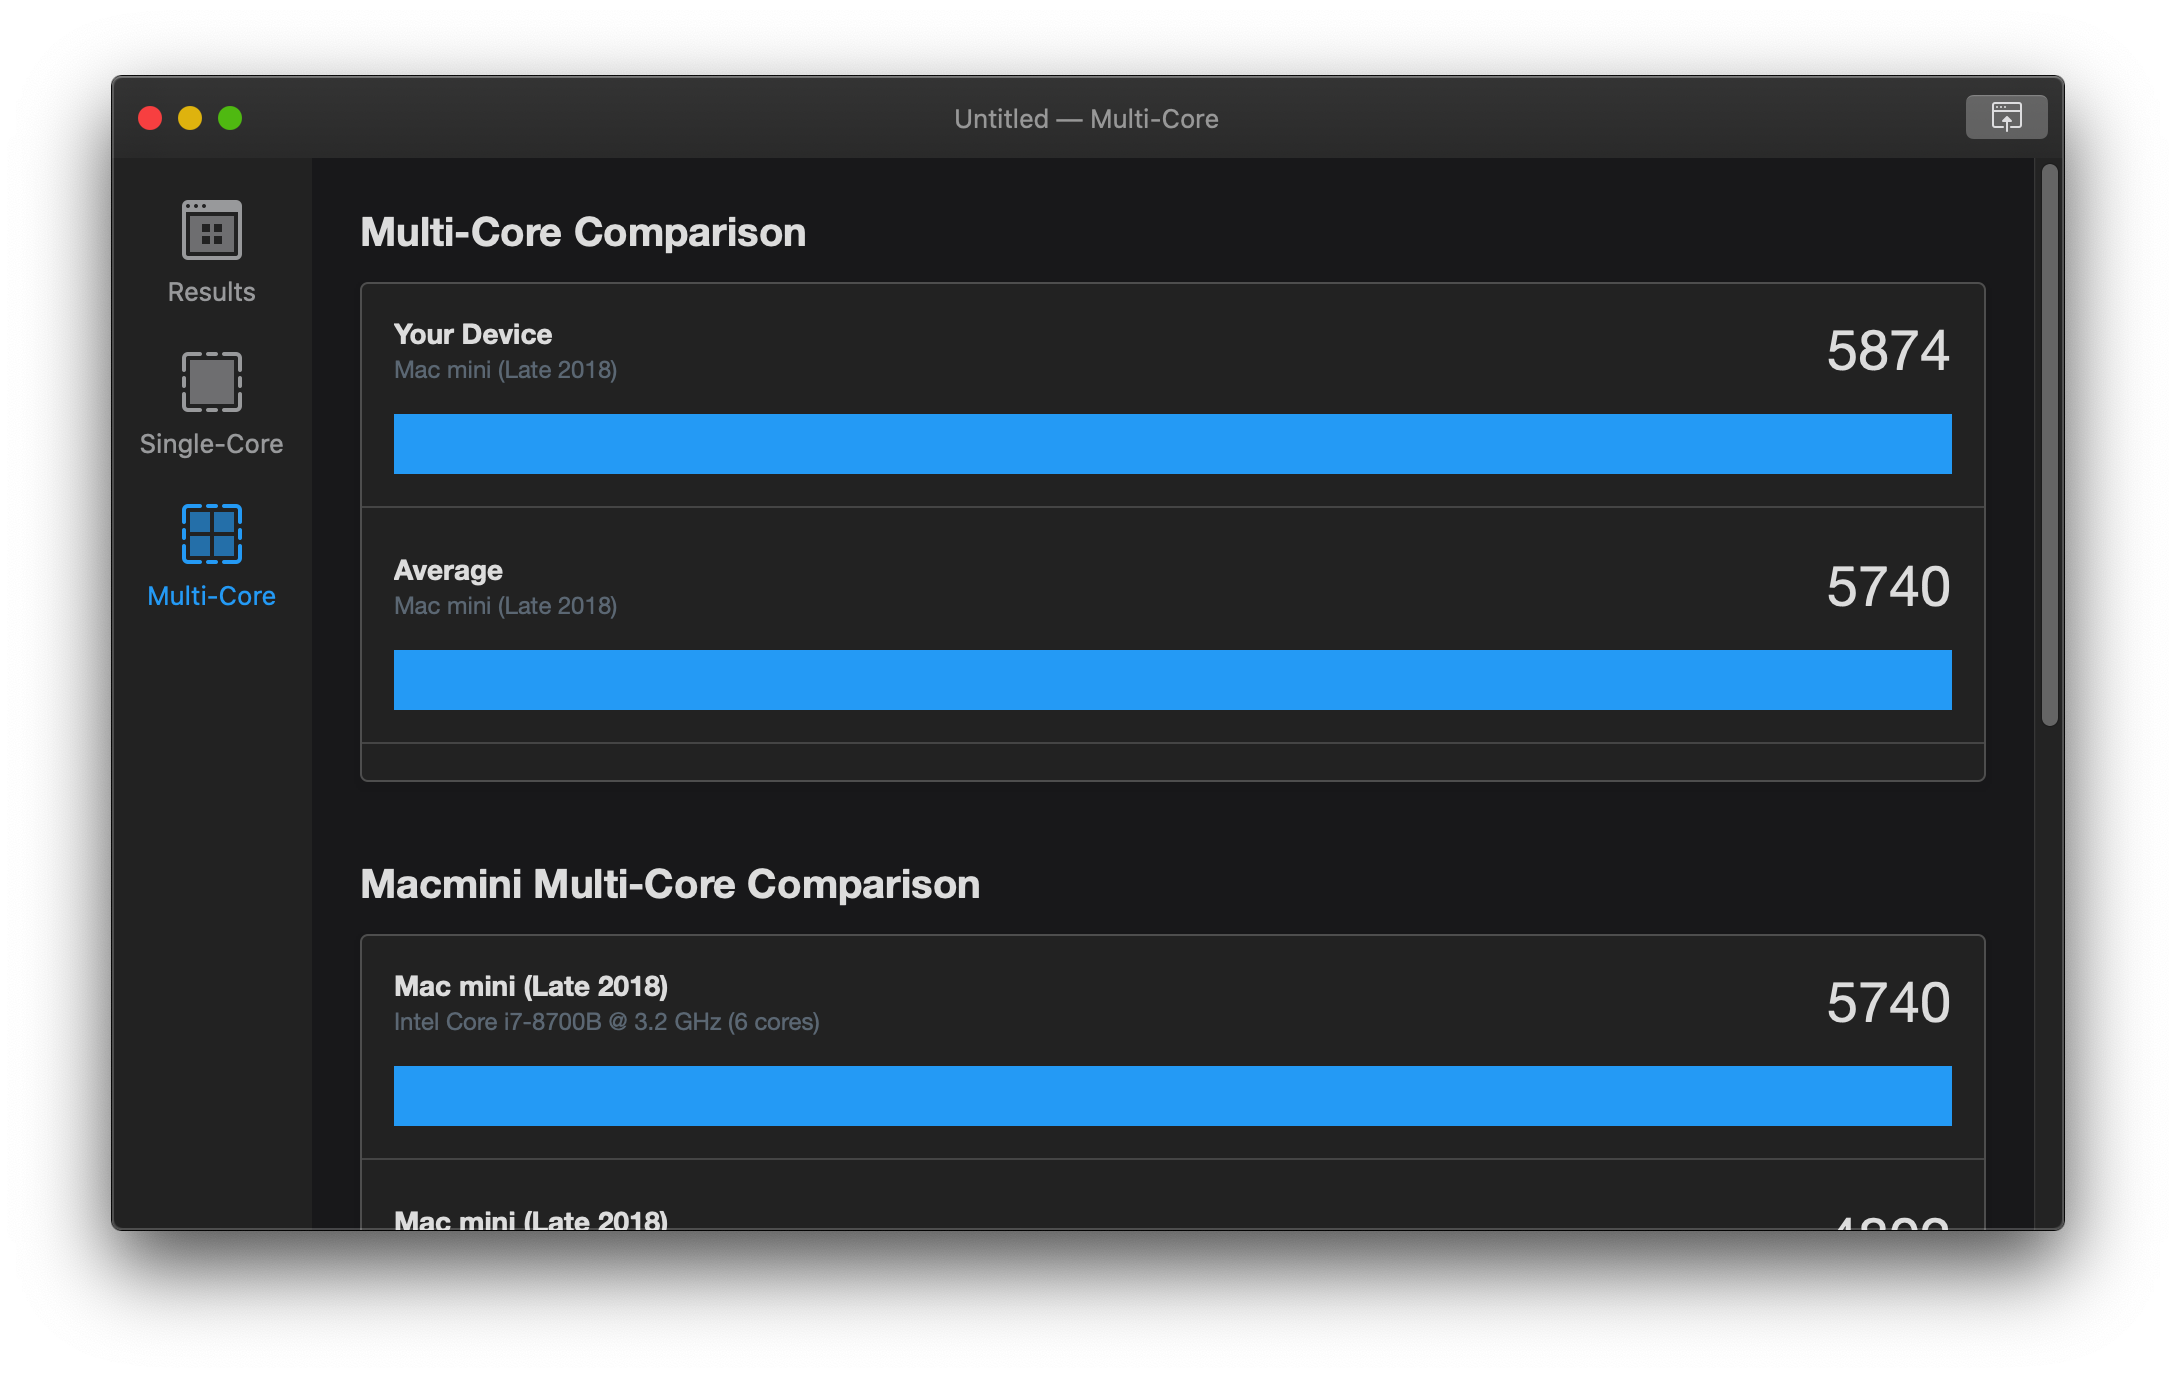 Untitled — Multi-Core
Results
Single-Core
Multi-Core
Multi-Core Comparison
Your Device
Mac mini (Late 2018)
5874
Average
Mac mini (Late 2018)
5740
Macmini Multi-Core Comparison
Mac mini (Late 2018)
Intel Core i7-8700B @ 3.2 GHz (6 cores)
5740
Mac mini (Late 2018)